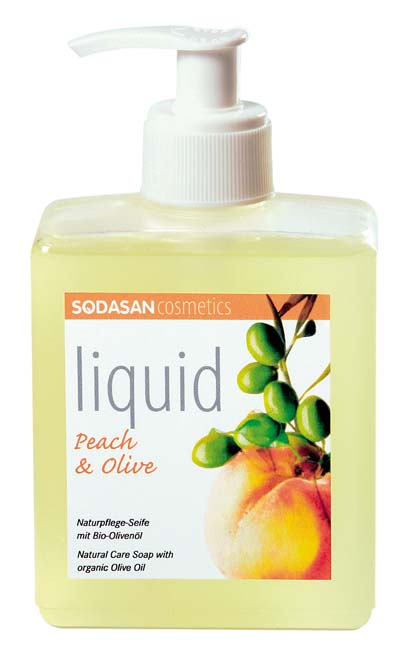 SODASANcosmetics
liquid
Peach
& Olive
Naturpflege-Seife
mit Bio-Olivenöl
Natural Care Soap with
organic Olive Oil